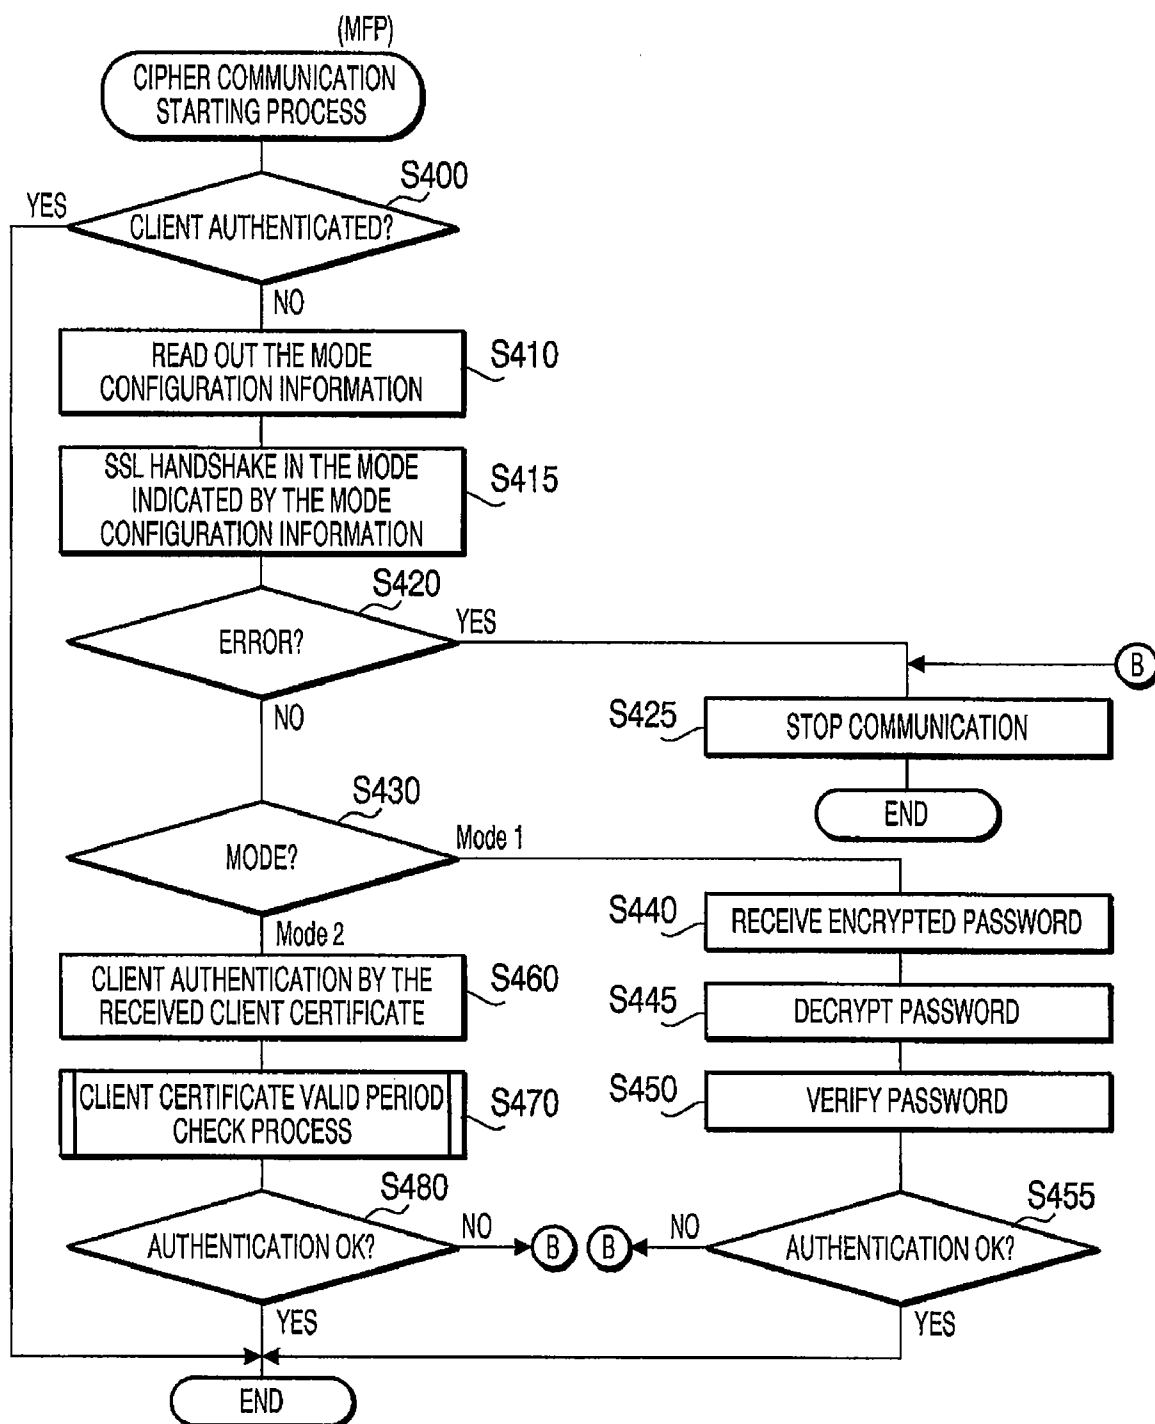 (MFP)
CIPHER COMMUNICATION
STARTING PROCESS
S400
YES
CLIENT AUTHENTICATED?
NO
READ OUT THE MODE
CONFIGURATION INFORMATION
S410
SSL HANDSHAKE IN THE MODE
INDICATED BY THE MODE
CONFIGURATION INFORMATION
S415
S420
ERROR?
YES
NO
B
S425
STOP COMMUNICATION
END
S430
MODE?
Mode 1
Mode 2
S440
RECEIVE ENCRYPTED PASSWORD
CLIENT AUTHENTICATION BY THE
RECEIVED CLIENT CERTIFICATE
S460
S445
DECRYPT PASSWORD
CLIENT CERTIFICATE VALID PERIOD
CHECK PROCESS
S470
S450
VERIFY PASSWORD
S480
AUTHENTICATION OK?
NO
B
B
NO
S455
AUTHENTICATION OK?
YES
YES
END